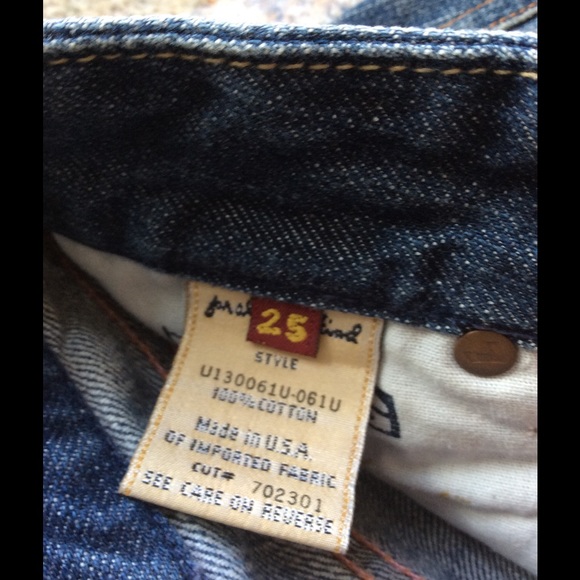 25
STYLE
U130061U-061U
100% COTTON
Made in U.S.A.
OF IMPORTED FABRIC
CUT# 702301
SEE CARE ON REVERSE